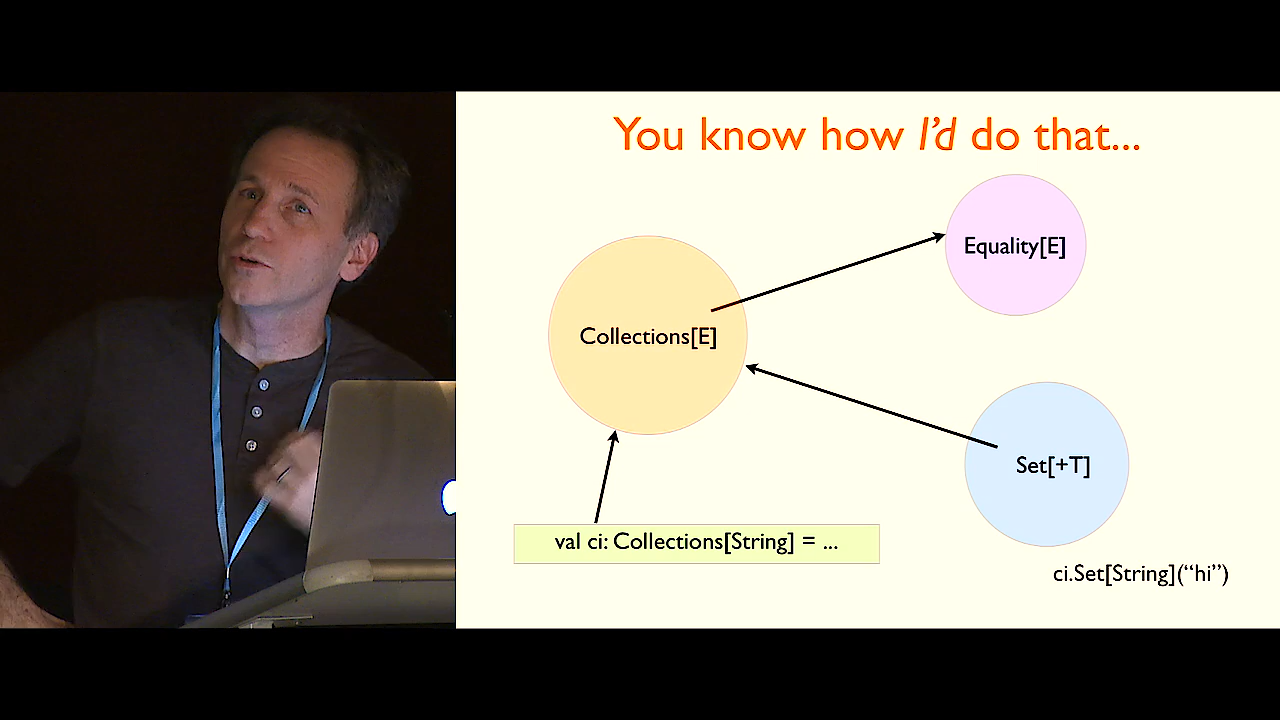 You know how I’d do that...
Equality[E]
Collections[E]
Set[+T]
val ci: Collections[String] = ...
ci.Set[String](“hi”)